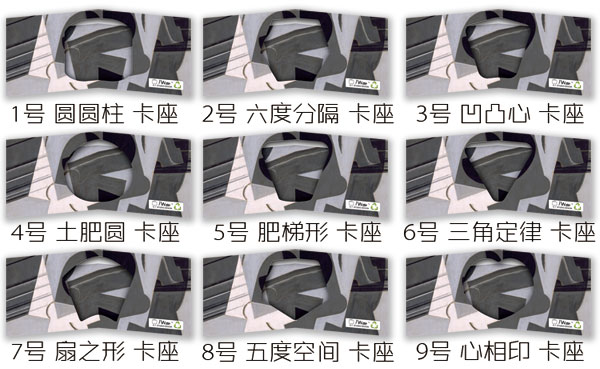 1号 圆圆柱 卡座
2号 六度分隔 卡座
3号 凹凸心 卡座
4号 土肥圆 卡座
5号 肥梯形 卡座
6号 三角定律 卡座
7号 扇之形 卡座
8号 五度空间 卡座
9号 心相印 卡座